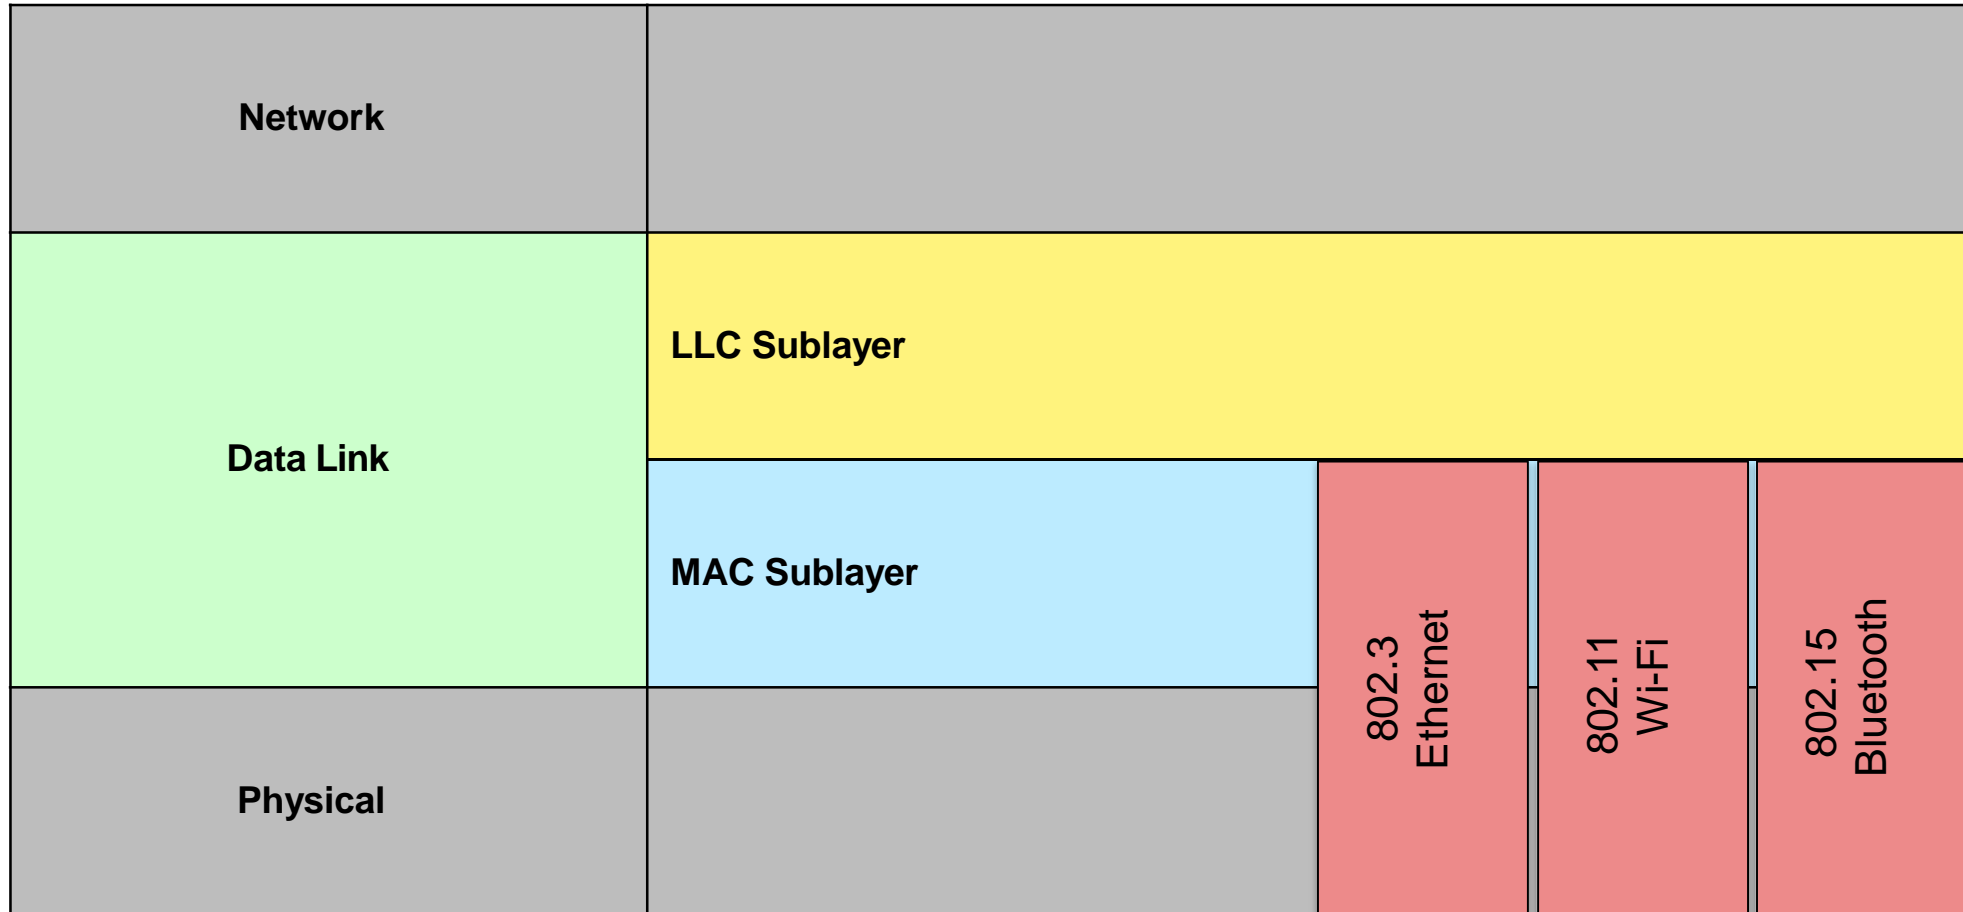 Network
LLC Sublayer
Data Link
MAC Sublayer
802.3
Ethernet
802.11
Wi-Fi
802.15
Bluetooth
Physical